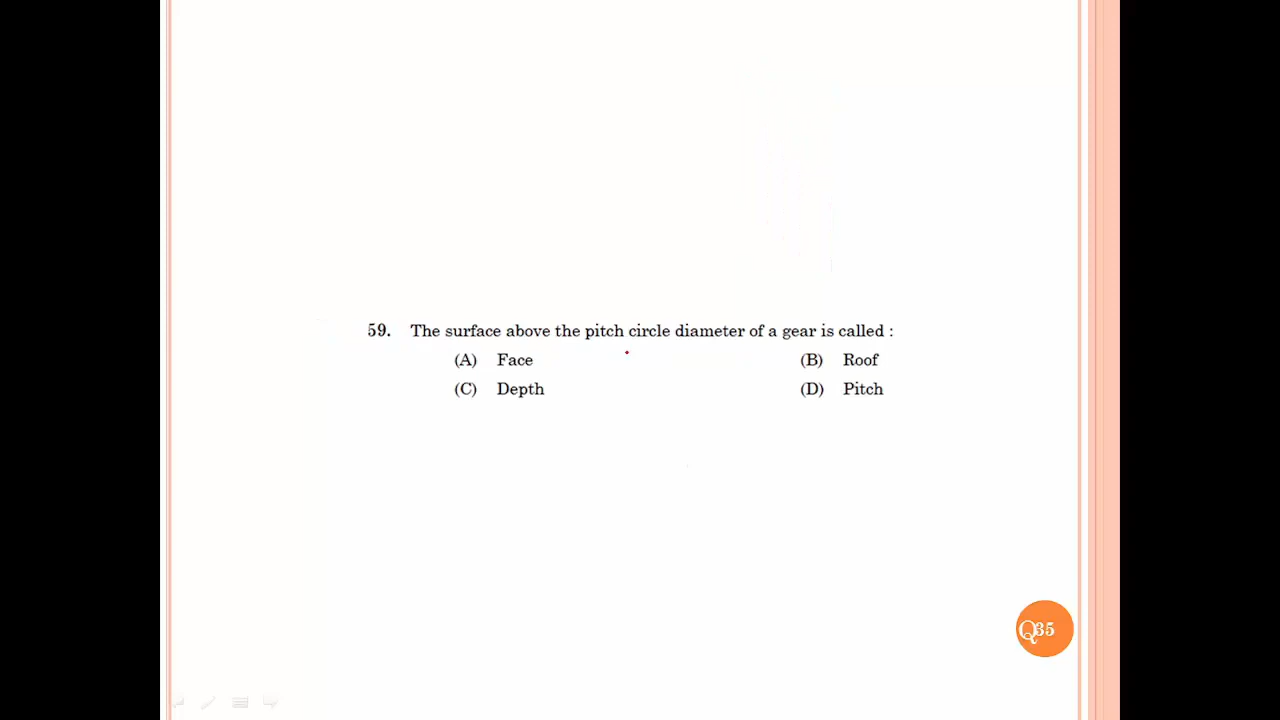 59. The surface above the pitch circle diameter of a gear is called :
(A) Face (B) Roof
(C) Depth (D) Pitch
Q35